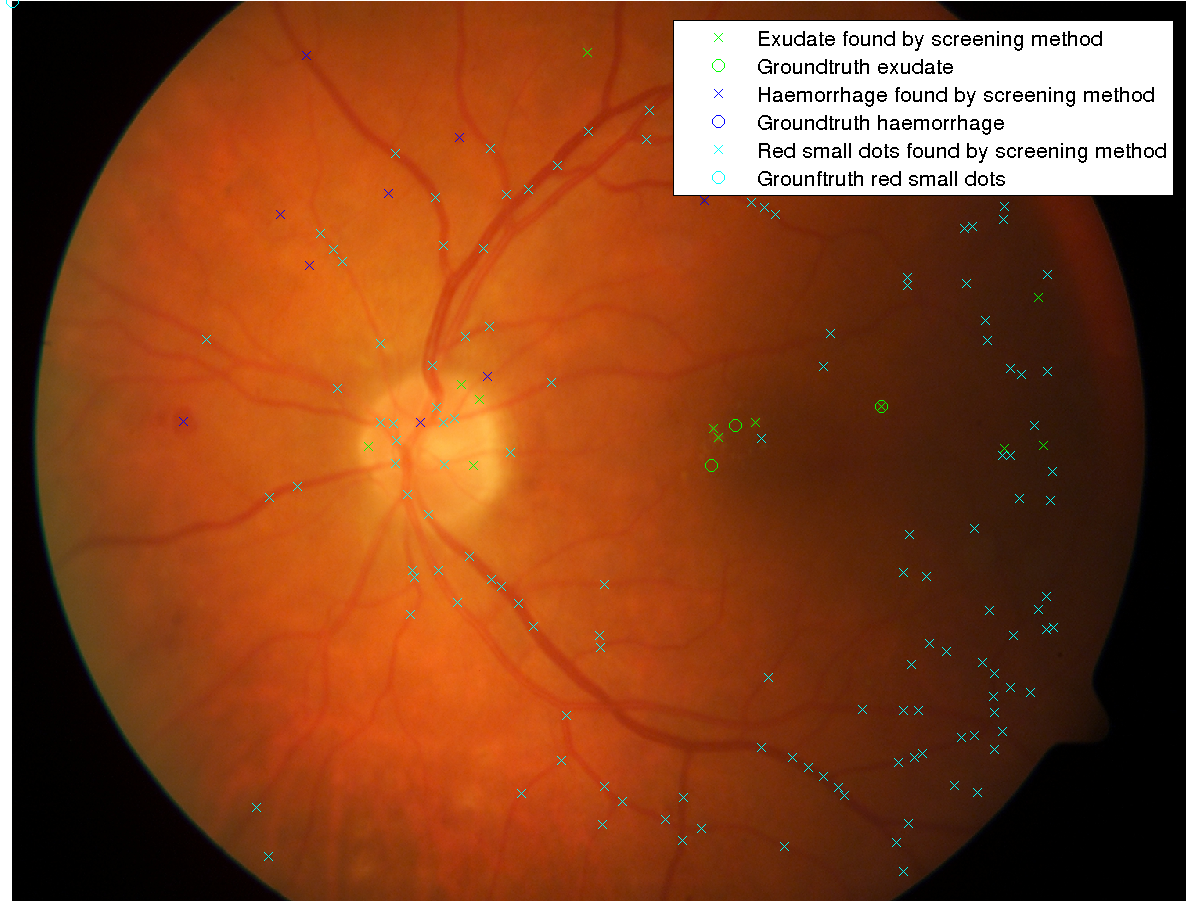 Exudate found by screening method
Groundtruth exudate
Haemorrhage found by screening method
Groundtruth haemorrhage
Red small dots found by screening method
Grounftruth red small dots